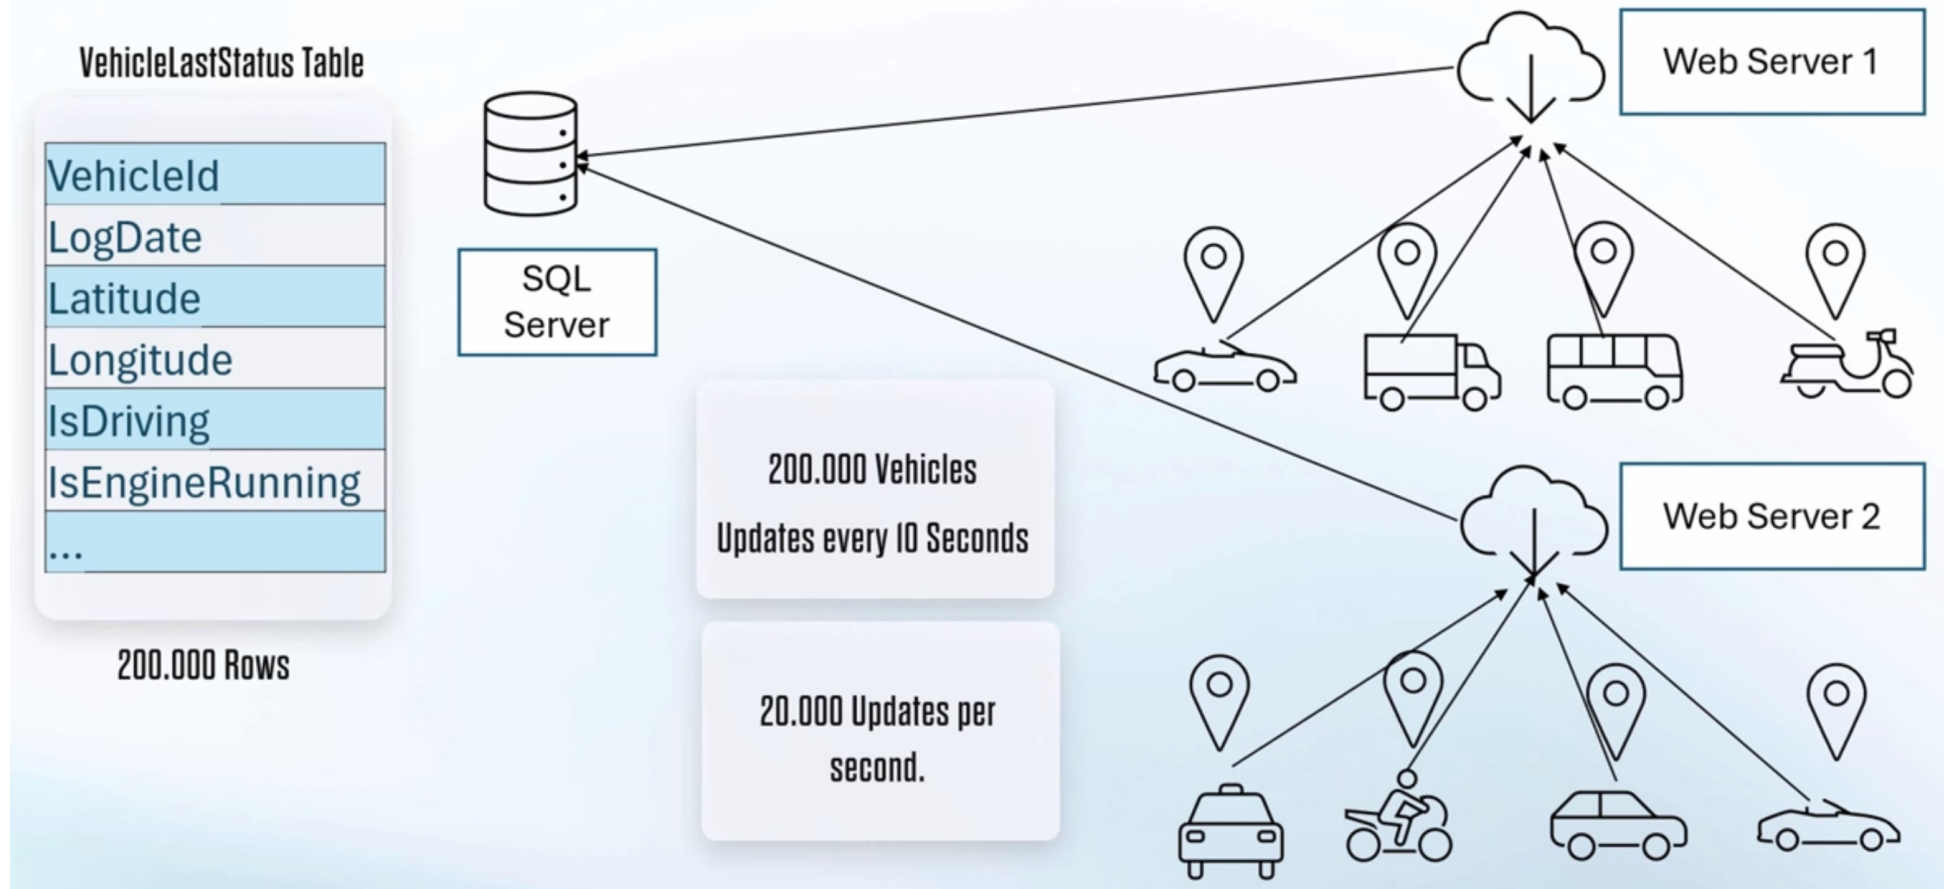 VehicleLastStatus Table
VehicleId
LogDate
Latitude
Longitude
IsDriving
IsEngineRunning
...
200.000 Rows
SQL
Server
200.000 Vehicles
Updates every 10 Seconds
20.000 Updates per
second.
Web Server 1
Web Server 2